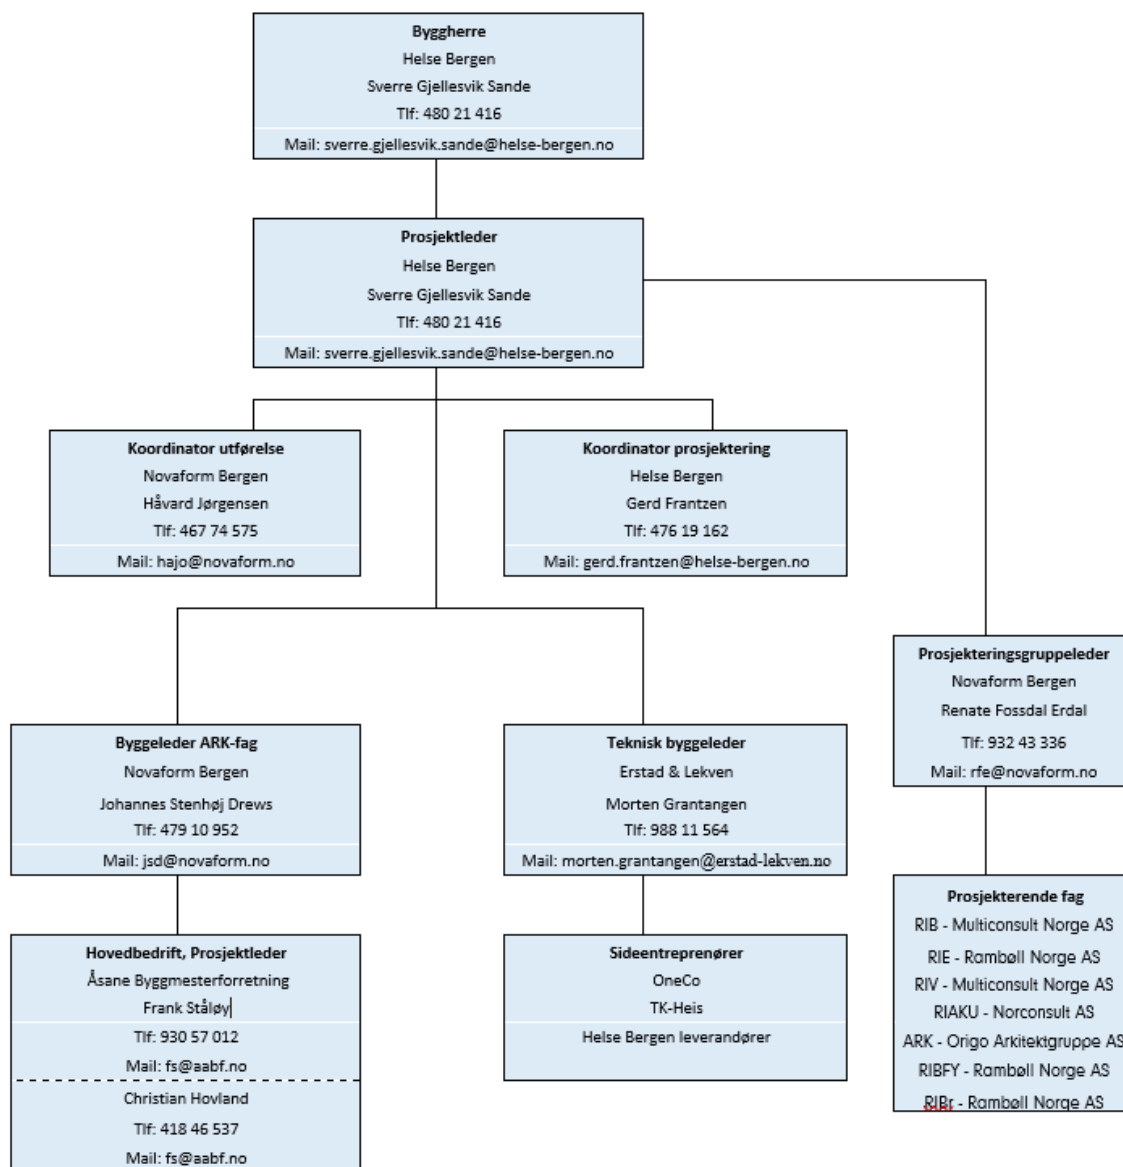 Byggherre
Helse Bergen
Sverre Gjellesvik Sande
Tlf: 480 21 416
Mail: sverre.gjellesvik.sande@helse-bergen.no
Prosjektleder
Helse Bergen
Sverre Gjellesvik Sande
Tlf: 480 21 416
Mail: sverre.gjellesvik.sande@helse-bergen.no
Koordinator utførelse
Novaform Bergen
Håvard Jørgensen
Tlf: 467 74 575
Mail: hajo@novaform.no
Koordinator prosjektering
Helse Bergen
Gerd Frantzen
Tlf: 476 19 162
Mail: gerd.frantzen@helse-bergen.no
Prosjekteringsgruppeleder
Novaform Bergen
Renate Fossdal Erdal
Tlf: 932 43 336
Mail: rfe@novaform.no
Byggeleder ARK-fag
Novaform Bergen
Johannes Stenhøj Drews
Tlf: 479 10 952
Mail: jsd@novaform.no
Teknisk byggeleder
Erstad & Lekven
Morten Grantangen
Tlf: 988 11 564
Mail: morten.grantangen@erstad-lekven.no
Prosjekterende fag
RIB - Multiconsult Norge AS
RIE - Rambøll Norge AS
RIV - Multiconsult Norge AS
RIAKU - Norconsult AS
ARK - Origo Arkitektgruppe AS
RIBFY - Rambøll Norge AS
RIBr - Rambøll Norge AS
Hovedbedrift, Prosjektleder
Åsane Byggmesterforretning
Frank Ståløy
Tlf: 930 57 012
Mail: fs@aabf.no
Christian Hovland
Tlf: 418 46 537
Mail: fs@aabf.no
Sideentreprenører
OneCo
TK-Heis
Helse Bergen leverandører